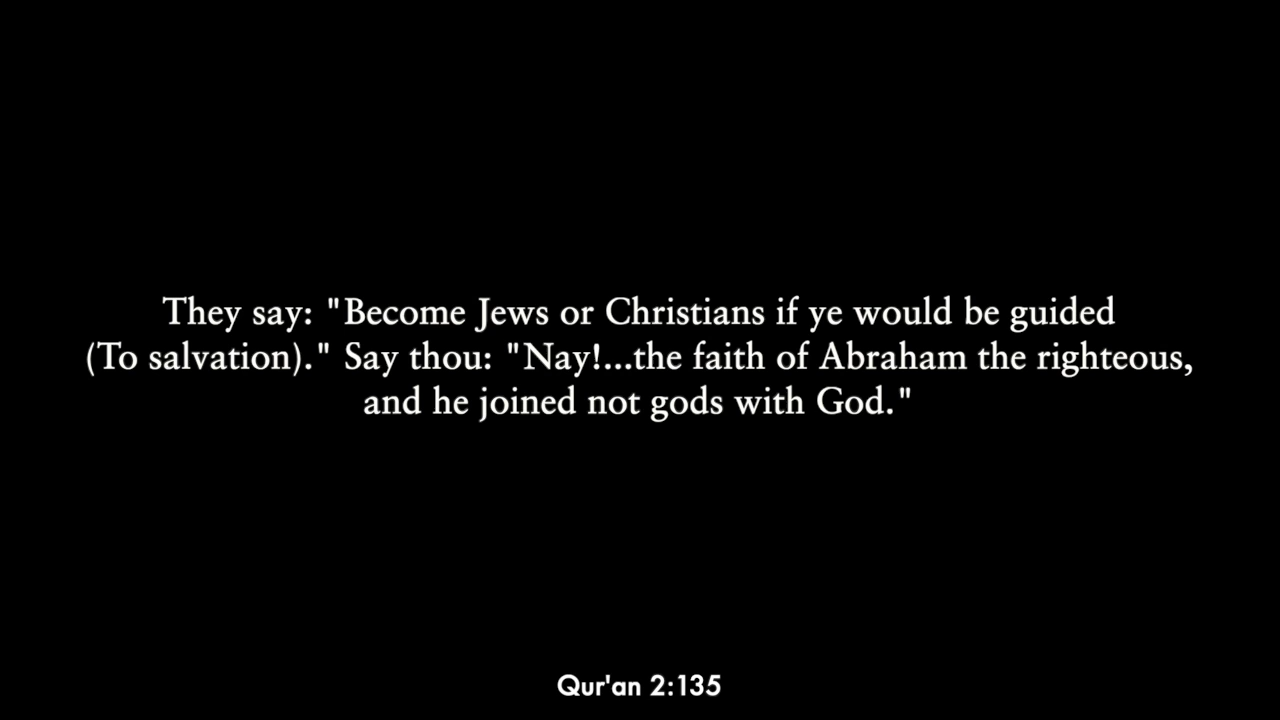 They say: "Become Jews or Christians if ye would be guided
(To salvation)." Say thou: "Nay!...the faith of Abraham the righteous,
and he joined not gods with God."
Qur'an 2:135